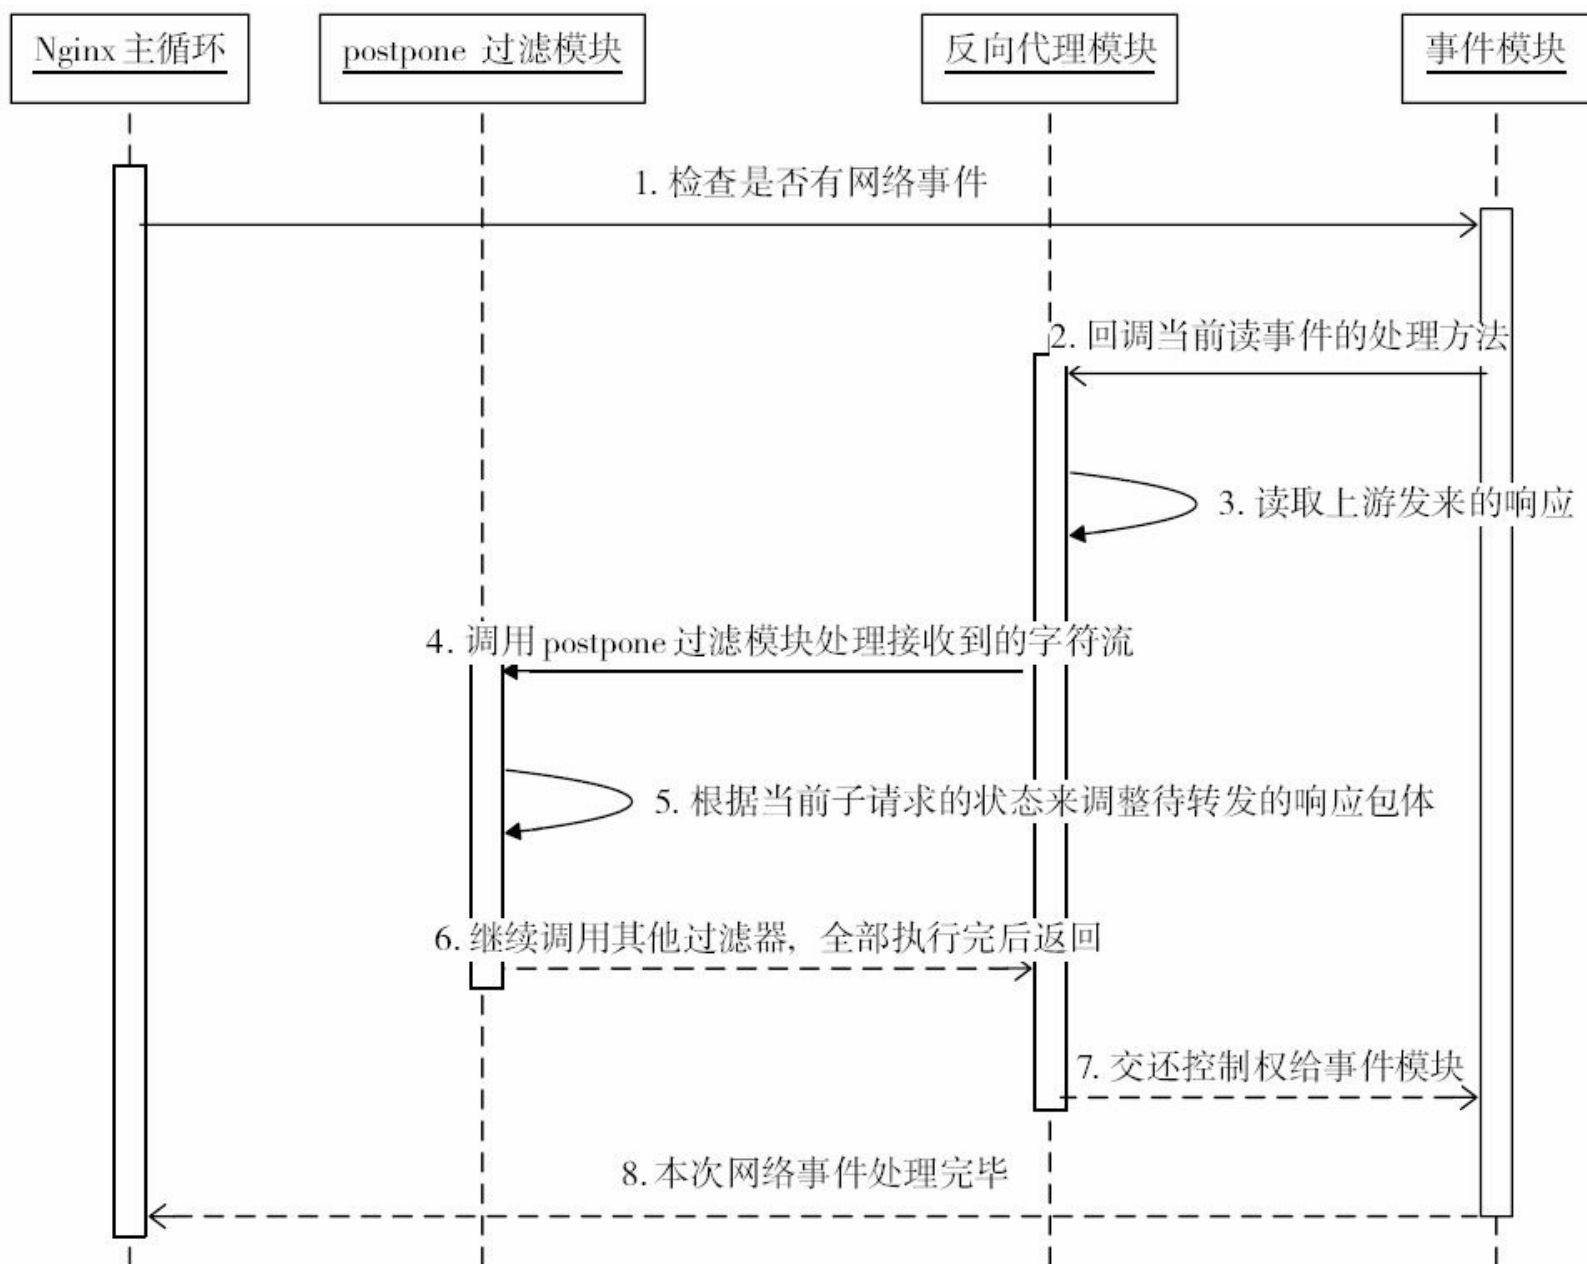 Nginx 主循环
postpone 过滤模块
反向代理模块
事件模块
1. 检查是否有网络事件
2. 回调当前读事件的处理方法
3. 读取上游发来的响应
4. 调用 postpone 过滤模块处理接收到的字符流
5. 根据当前子请求的状态来调整待转发的响应包体
6. 继续调用其他过滤器，全部执行完后返回
7. 交还控制权给事件模块
8. 本次网络事件处理完毕